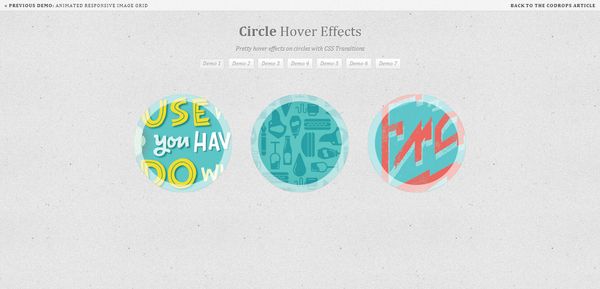 « PREVIOUS DEMO: ANIMATED RESPONSIVE IMAGE GRID
BACK TO THE CODROPS ARTICLE
Circle Hover Effects
Pretty hover effects on circles with CSS Transitions
Demo 1 Demo 2 Demo 3 Demo 4 Demo 5 Demo 6 Demo 7
USE
you HAV
DO W